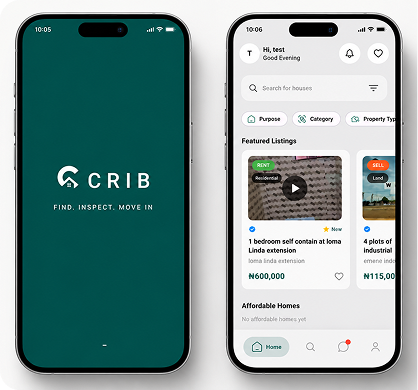 10:05
CRIB
FIND. INSPECT. MOVE IN
10:06
T
Hi, test
Good Evening
Search for houses
Purpose
Category
Property Typ
Featured Listings
RENT
Residential
New
1 bedroom self contain at loma
Linda extension
loma linda extension
₦600,000
SELL
Land
W
4 plots of
industrial
emene inde
₦115,00
Affordable Homes
No affordable homes yet
Home